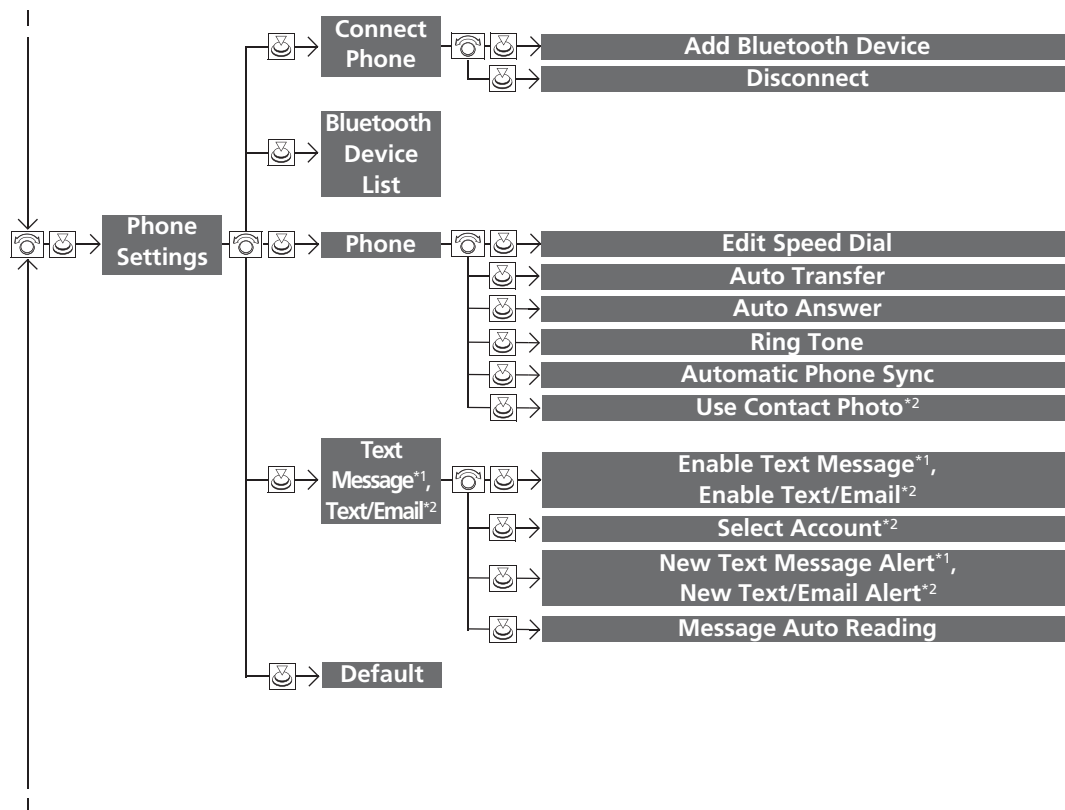 Connect
Phone
Add Bluetooth Device
Disconnect
Bluetooth
Device
List
Phone
Settings
Phone
Edit Speed Dial
Auto Transfer
Auto Answer
Ring Tone
Automatic Phone Sync
Use Contact Photo*2
Text
Message*1,
Text/Email*2
Enable Text Message*1,
Enable Text/Email*2
Select Account*2
New Text Message Alert*1,
New Text/Email Alert*2
Message Auto Reading
Default